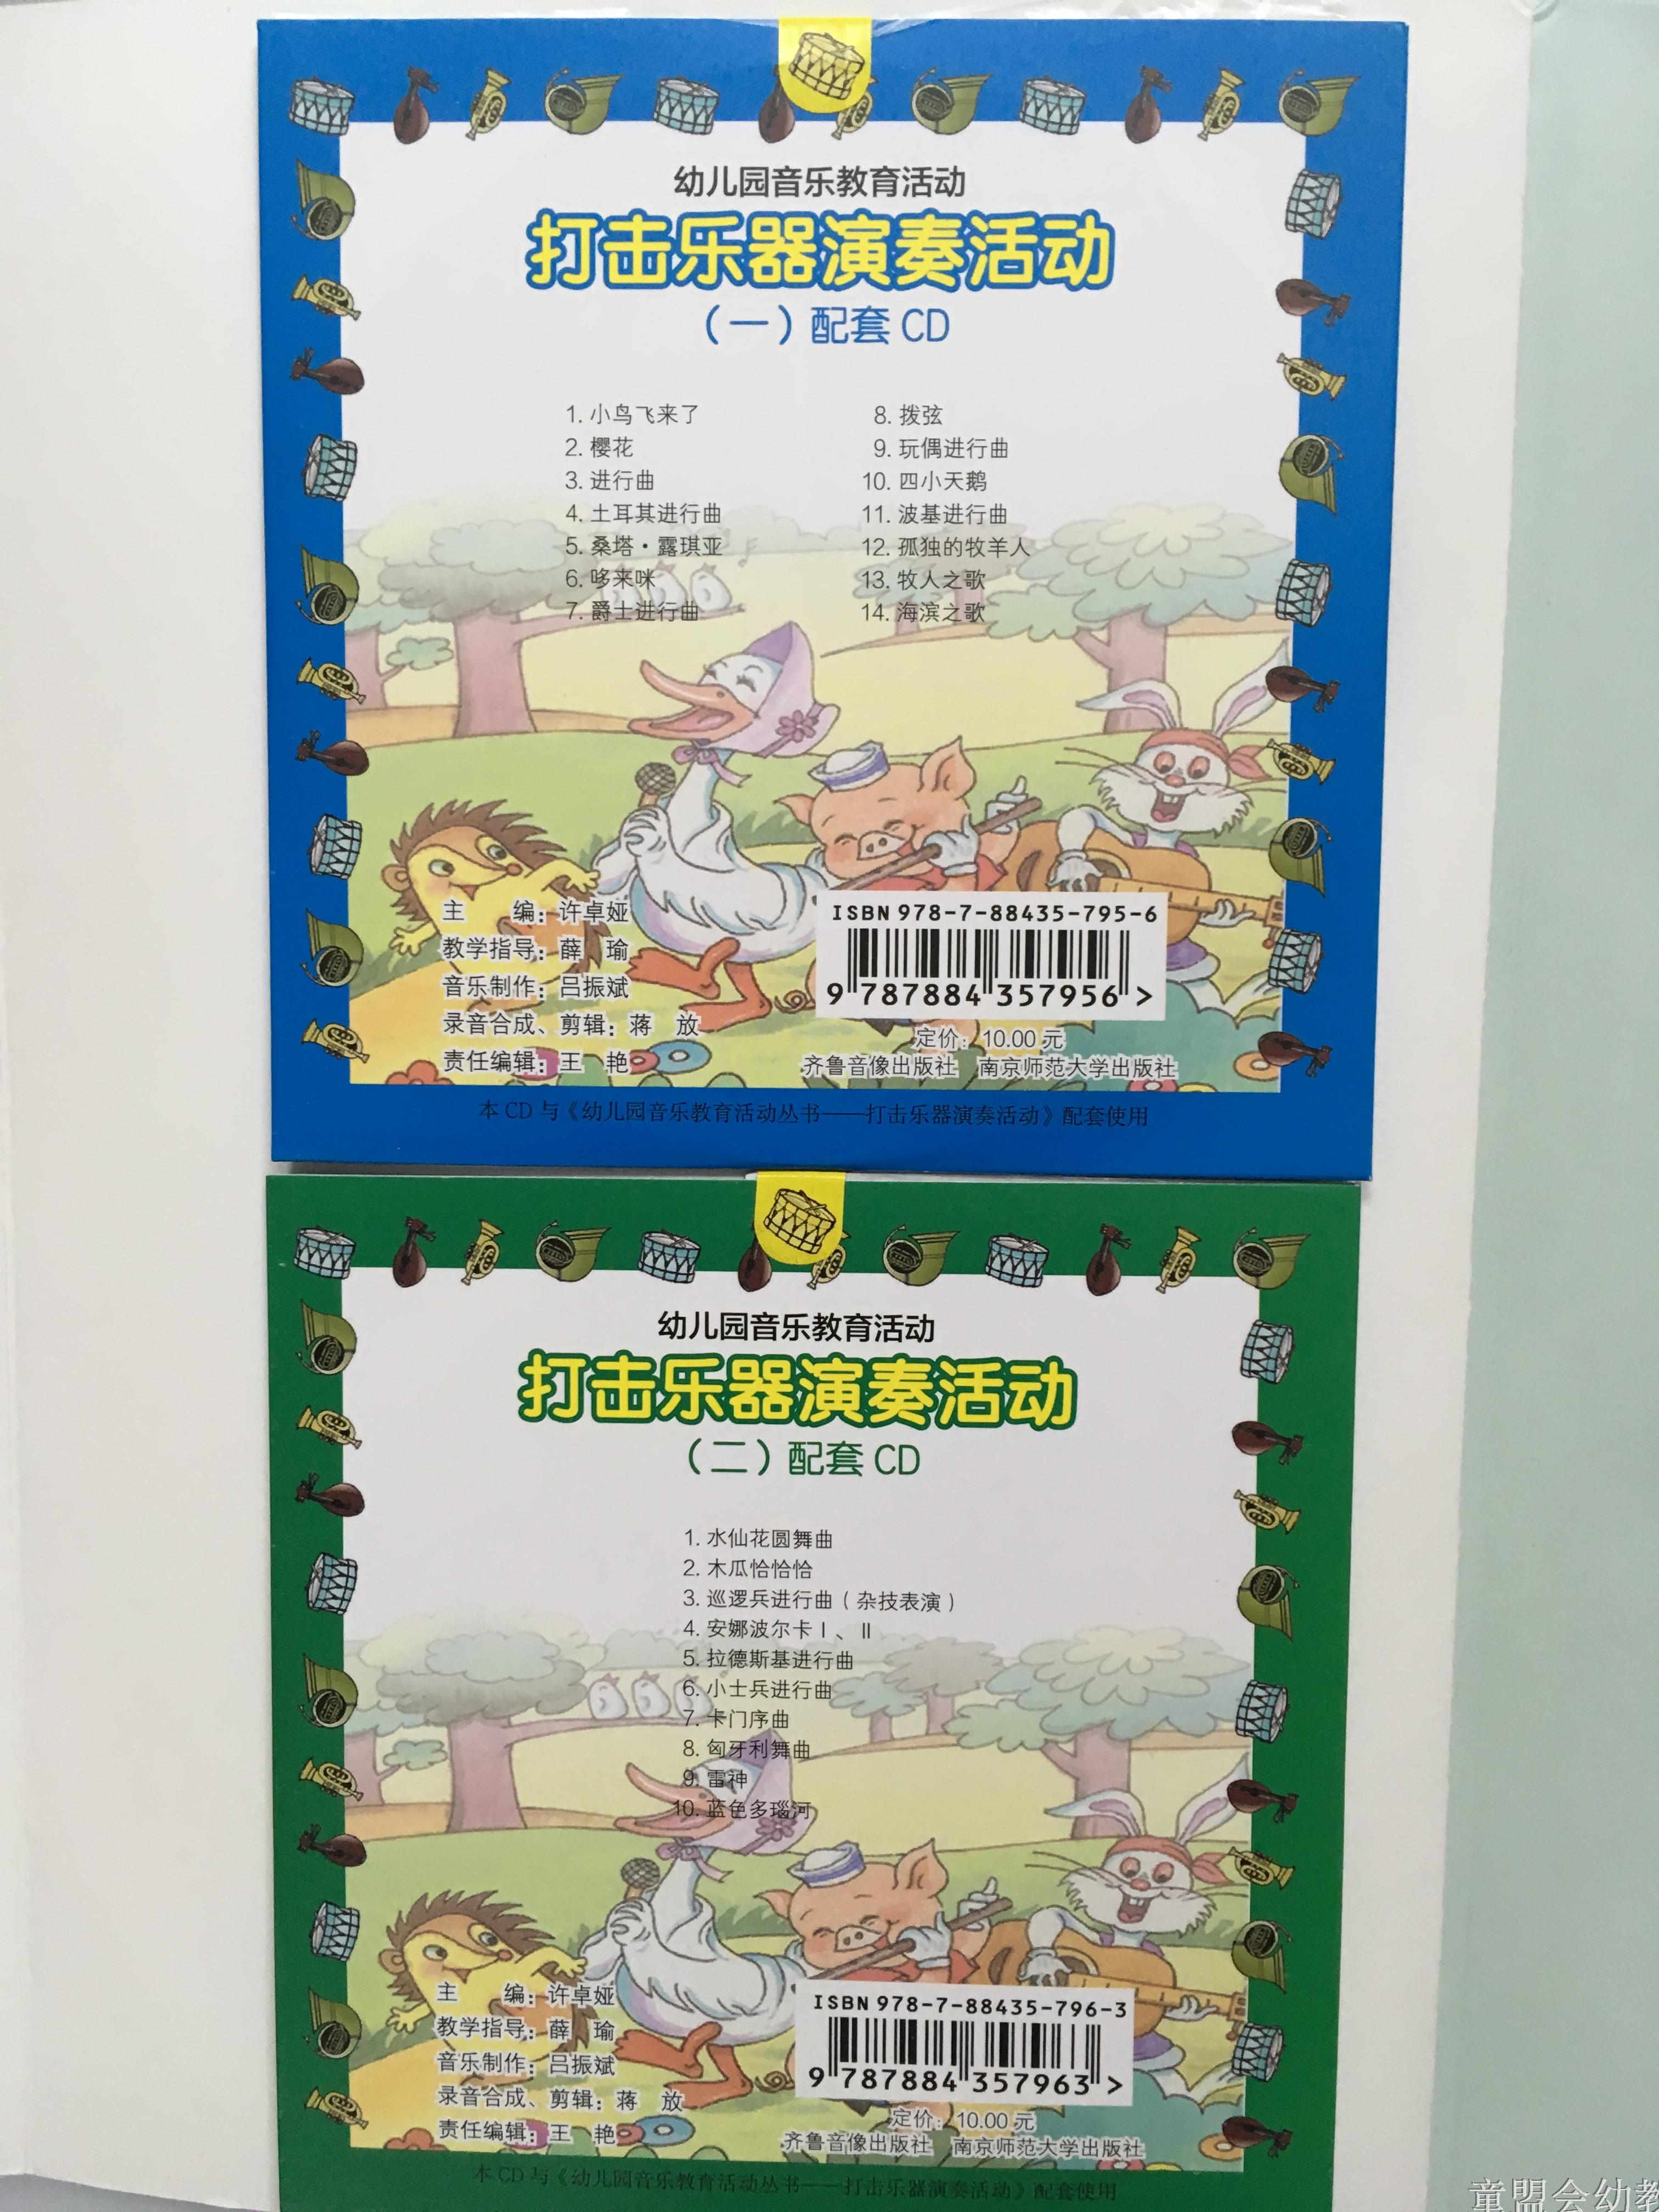 幼儿园音乐教育活动
打击乐器演奏活动
（一）配套 CD
1. 小鸟飞来了
2. 樱花
3. 进行曲
4. 土耳其进行曲
5. 桑塔·露琪亚
6. 哆来咪
7. 爵士进行曲
8. 拨弦
9. 玩偶进行曲
10. 四小天鹅
11. 波基进行曲
12. 孤独的牧羊人
13. 牧人之歌
14. 海滨之歌
主　编：许卓娅
教学指导：薛　瑜
音乐制作：吕振斌
录音合成、剪辑：蒋　放
责任编辑：王　艳
ISBN 978-7-88435-795-6
9 787884 357956 >
定价：10.00 元
齐鲁音像出版社　南京师范大学出版社
本 CD 与《幼儿园音乐教育活动丛书——打击乐器演奏活动》配套使用
幼儿园音乐教育活动
打击乐器演奏活动
（二）配套 CD
1. 水仙花圆舞曲
2. 木瓜恰恰恰
3. 巡逻兵进行曲（杂技表演）
4. 安娜波尔卡Ⅰ、Ⅱ
5. 拉德斯基进行曲
6. 小士兵进行曲
7. 卡门序曲
8. 匈牙利舞曲
9. 雷神
10. 蓝色多瑙河
主　编：许卓娅
教学指导：薛　瑜
音乐制作：吕振斌
录音合成、剪辑：蒋　放
责任编辑：王　艳
ISBN 978-7-88435-796-3
9 787884 357963 >
定价：10.00 元
齐鲁音像出版社　南京师范大学出版社
本 CD 与《幼儿园音乐教育活动丛书——打击乐器演奏活动》配套使用
童盟会幼教